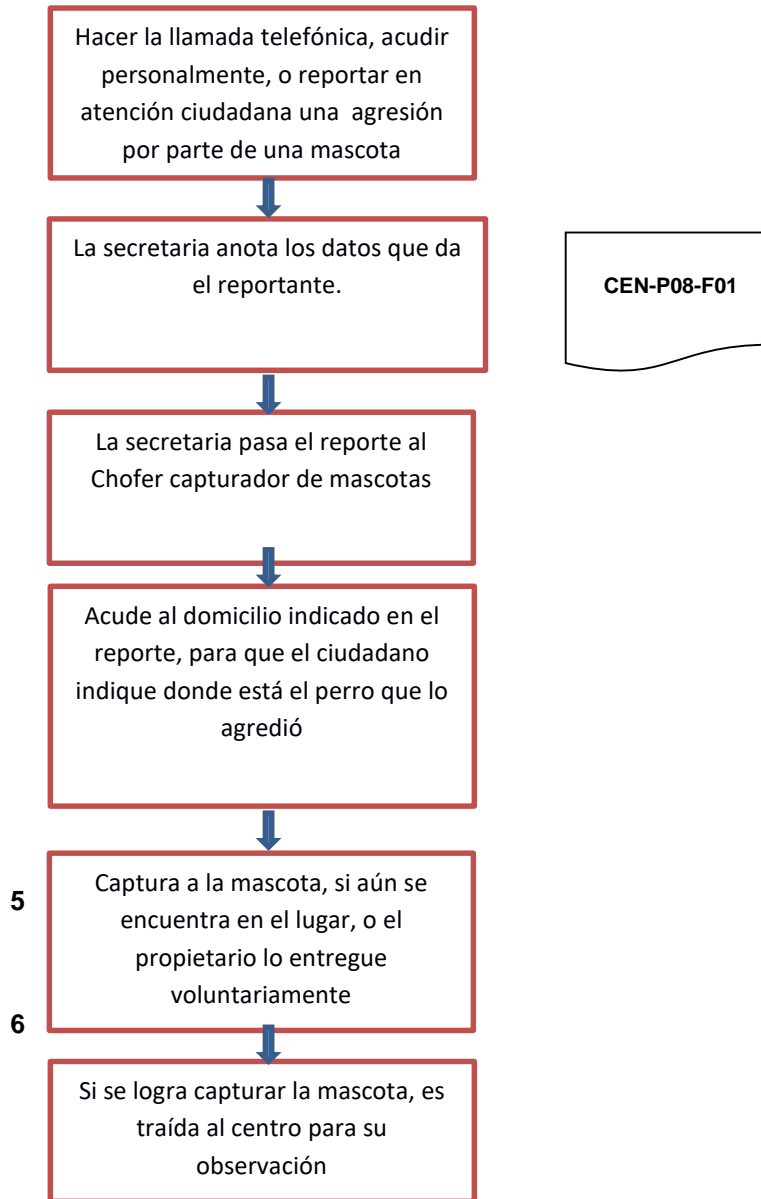 Hacer la llamada telefónica, acudir
personalmente, o reportar en
atención ciudadana una  agresión
por parte de una mascota
La secretaria anota los datos que da
el reportante.
CEN-P08-F01
La secretaria pasa el reporte al
Chofer capturador de mascotas
Acude al domicilio indicado en el
reporte, para que el ciudadano
indique donde está el perro que lo
agredió
5
Captura a la mascota, si aún se
encuentra en el lugar, o el
propietario lo entregue
voluntariamente
6
Si se logra capturar la mascota, es
traída al centro para su
observación